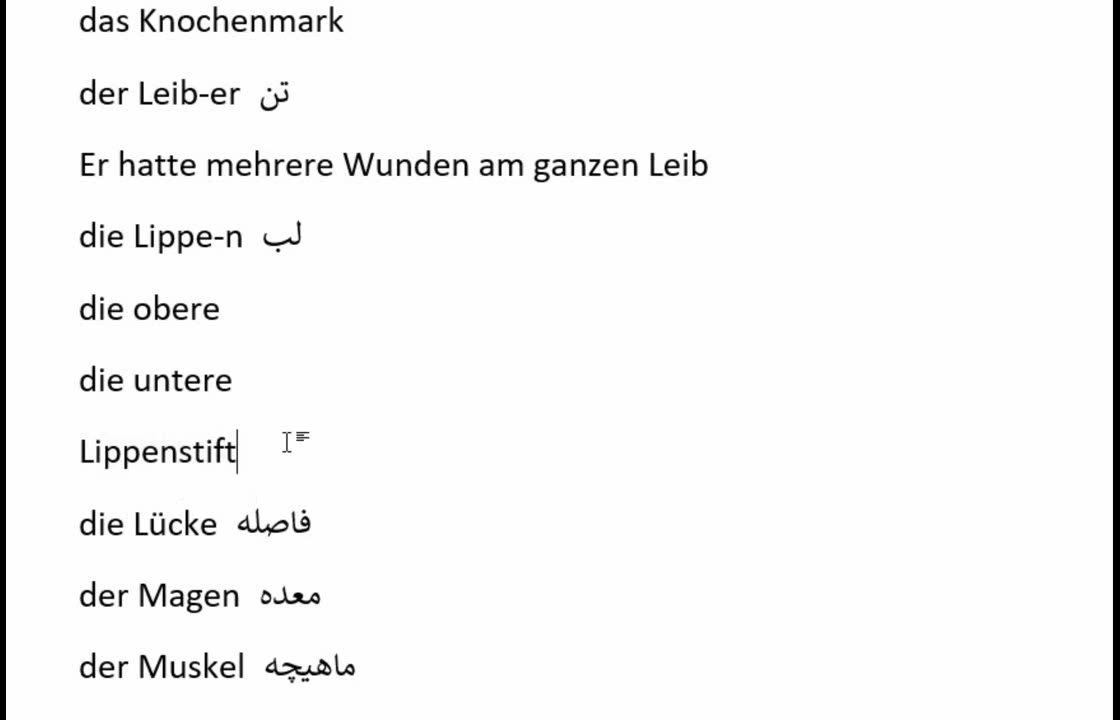 das Knochenmark
der Leib-er تن
Er hatte mehrere Wunden am ganzen Leib
die Lippe-n لب
die obere
die untere
Lippenstift
die Lücke فاصله
der Magen معده
der Muskel ماهیچه